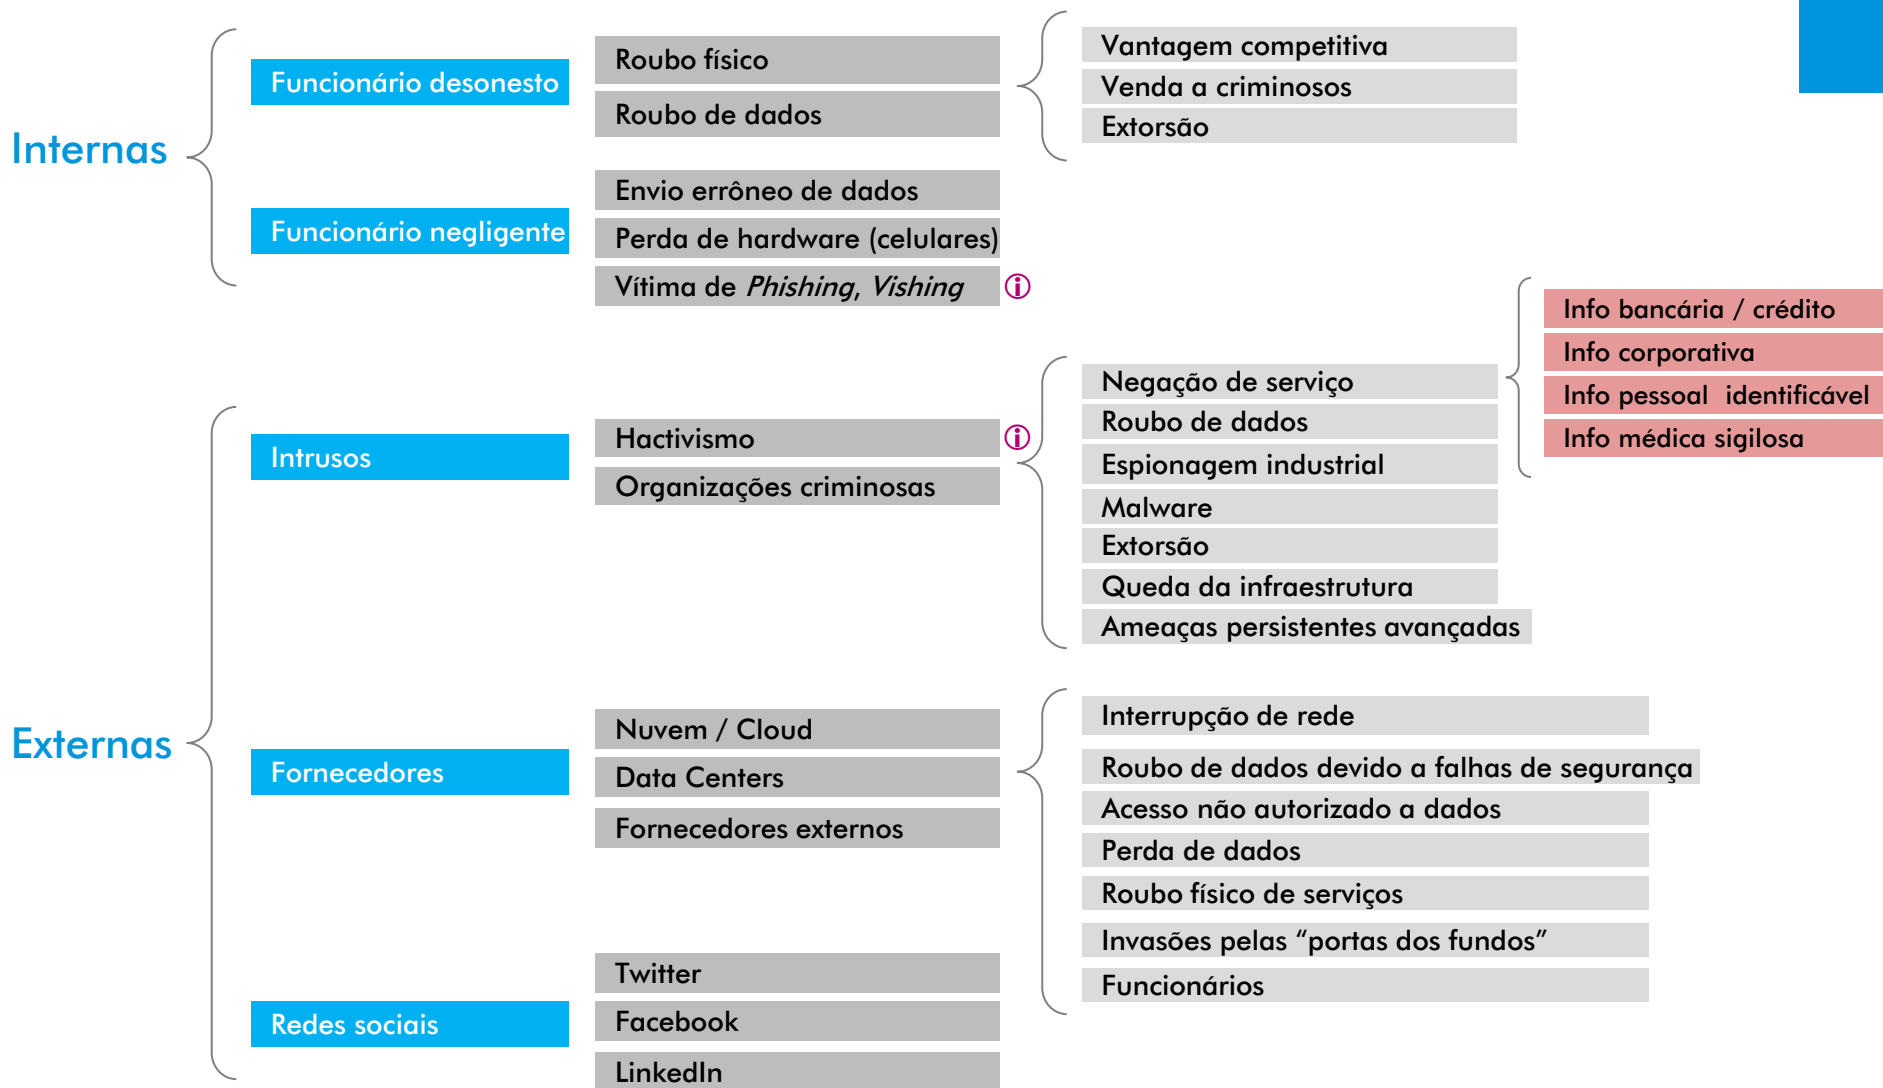 Internas
Funcionário desonesto
Roubo físico
Roubo de dados
Vantagem competitiva
Venda a criminosos
Extorsão
Funcionário negligente
Envio errôneo de dados
Perda de hardware (celulares)
Vítima de Phishing, Vishing
i
Externas
Intrusos
Hactivismo
i
Organizações criminosas
Negação de serviço
Roubo de dados
Espionagem industrial
Malware
Extorsão
Queda da infraestrutura
Ameaças persistentes avançadas
Info bancária / crédito
Info corporativa
Info pessoal identificável
Info médica sigilosa
Fornecedores
Nuvem / Cloud
Data Centers
Fornecedores externos
Interrupção de rede
Roubo de dados devido a falhas de segurança
Acesso não autorizado a dados
Perda de dados
Roubo físico de serviços
Invasões pelas “portas dos fundos”
Funcionários
Redes sociais
Twitter
Facebook
LinkedIn